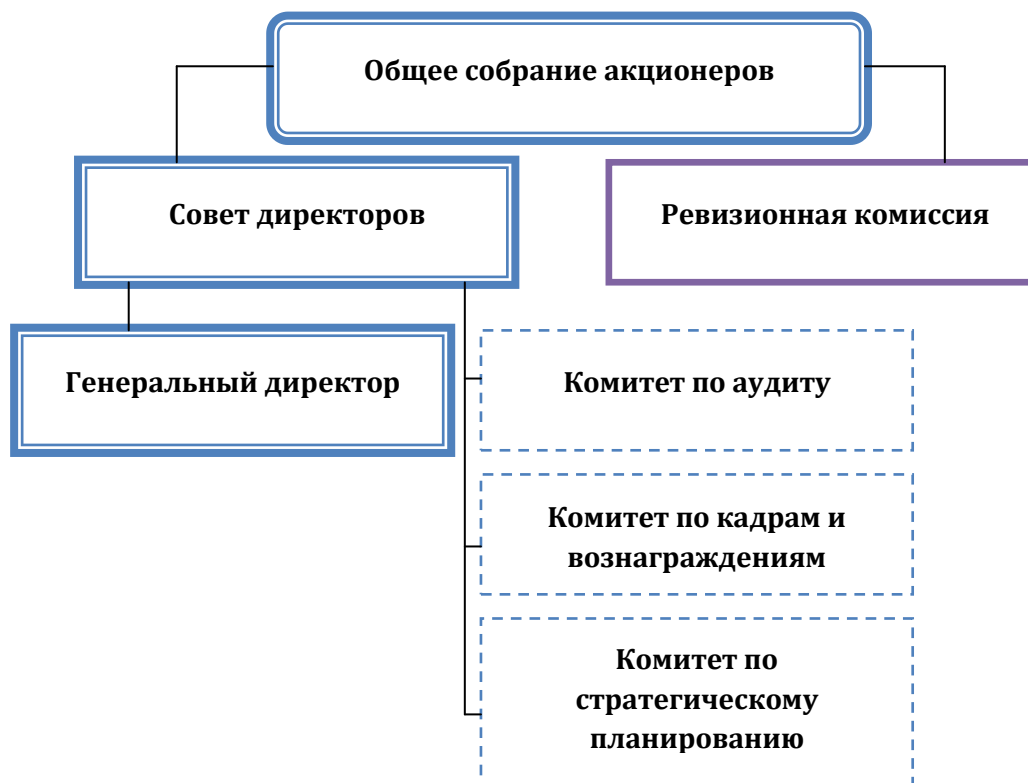 Общее собрание акционеров
Совет директоров
Ревизионная комиссия
Генеральный директор
Комитет по аудиту
Комитет по кадрам и
вознаграждениям
Комитет по
стратегическому
планированию